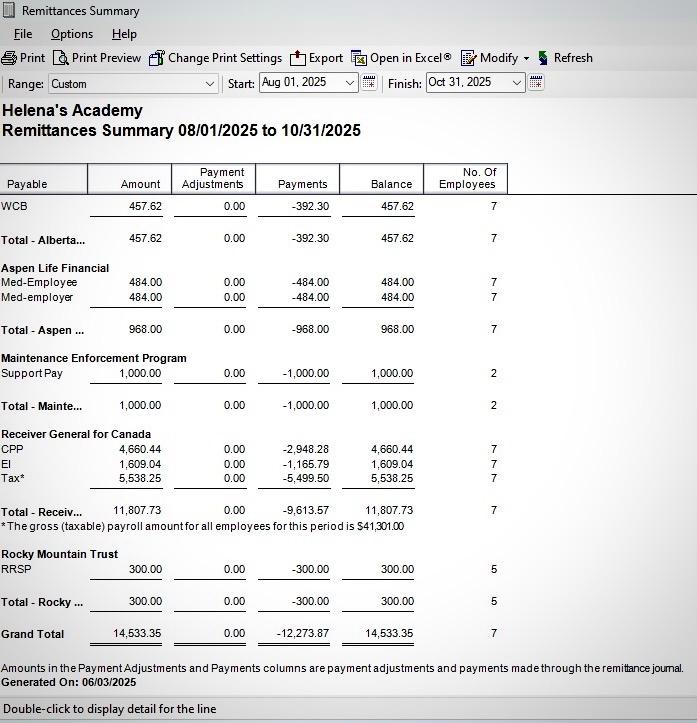 Remittances Summary
File Options Help
Print Print Preview Change Print Settings Export Open in Excel® Modify Refresh
Range: Custom Start: Aug 01, 2025 Finish: Oct 31, 2025
Helena's Academy
Remittances Summary 08/01/2025 to 10/31/2025
Payment No. Of
Payable Amount Adjustments Payments Balance Employees
WCB 457.62 0.00 -392.30 457.62 7
Total - Alberta... 457.62 0.00 -392.30 457.62 7
Aspen Life Financial
Med-Employee 484.00 0.00 -484.00 484.00 7
Med-employer 484.00 0.00 -484.00 484.00 7
Total - Aspen ... 968.00 0.00 -968.00 968.00 7
Maintenance Enforcement Program
Support Pay 1,000.00 0.00 -1,000.00 1,000.00 2
Total - Mainte... 1,000.00 0.00 -1,000.00 1,000.00 2
Receiver General for Canada
CPP 4,660.44 0.00 -2,948.28 4,660.44 7
EI 1,609.04 0.00 -1,165.79 1,609.04 7
Tax* 5,538.25 0.00 -5,499.50 5,538.25 7
Total - Receiv... 11,807.73 0.00 -9,613.57 11,807.73 7
* The gross (taxable) payroll amount for all employees for this period is $41,301.00
Rocky Mountain Trust
RRSP 300.00 0.00 -300.00 300.00 5
Total - Rocky ... 300.00 0.00 -300.00 300.00 5
Grand Total 14,533.35 0.00 -12,273.87 14,533.35 7
Amounts in the Payment Adjustments and Payments columns are payment adjustments and payments made through the remittance journal.
Generated On: 06/03/2025
Double-click to display detail for the line